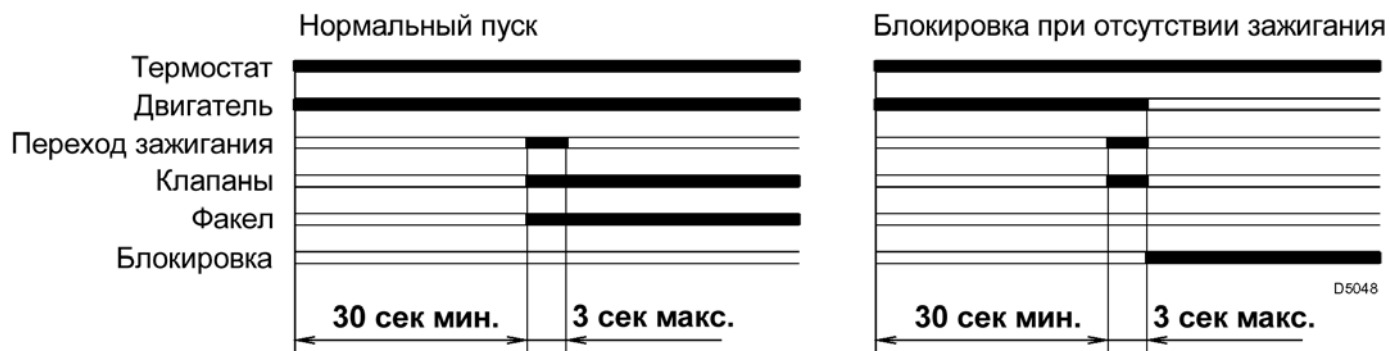 Нормальный пуск
Блокировка при отсутствии зажигания
Термостат
Двигатель
Переход зажигания
Клапаны
Факел
Блокировка
D5048
30 сек мин.
3 сек макс.
30 сек мин.
3 сек макс.